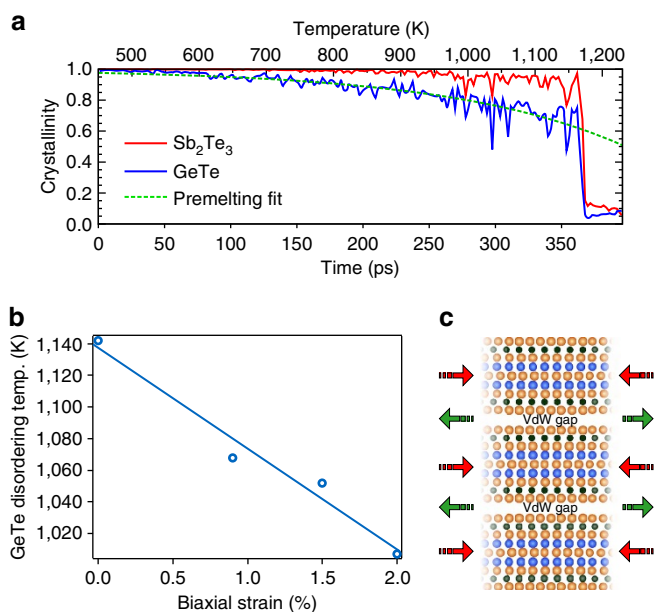 a
Temperature (K)
500 600 700 800 900 1,000 1,100 1,200
1.0
0.8
0.6
0.4
0.2
0.0
Crystallinity
Sb2Te3
GeTe
Premelting fit
0 50 100 150 200 250 300 350
Time (ps)
b
1,140
1,120
1,100
1,080
1,060
1,040
1,020
GeTe disordering temp. (K)
0.0 0.5 1.0 1.5 2.0
Biaxial strain (%)
c
VdW gap
VdW gap